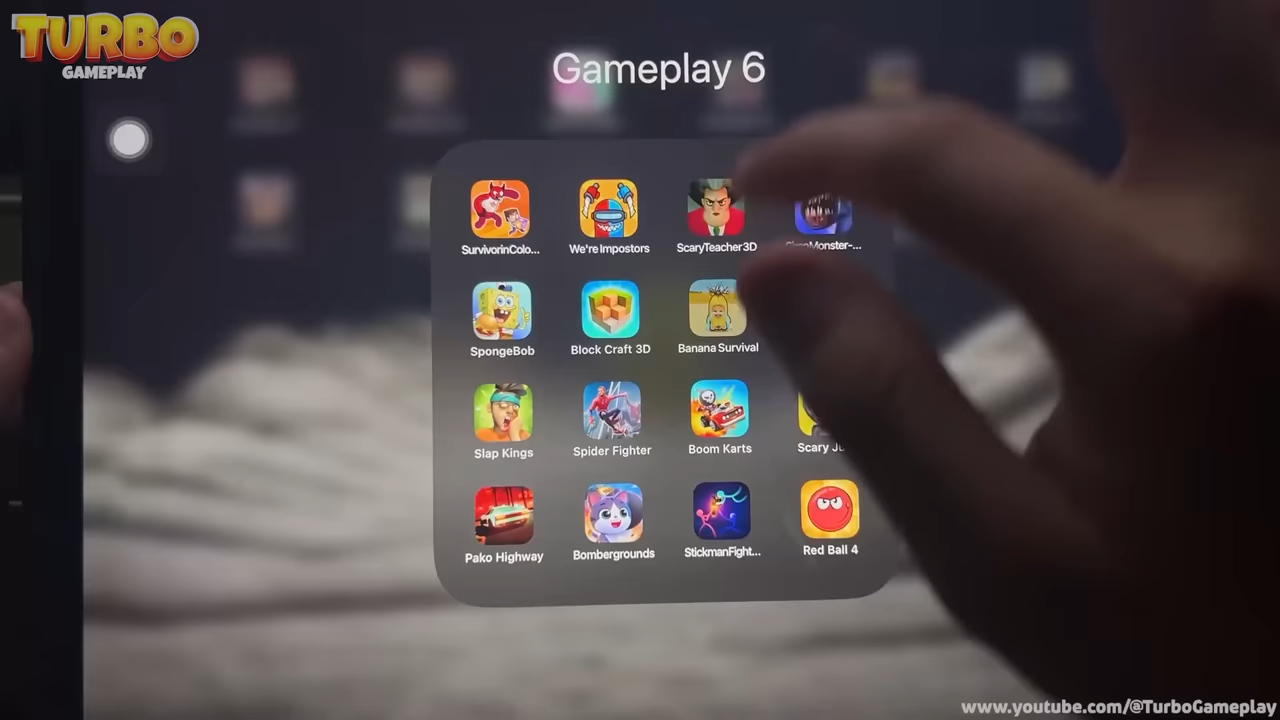 TURBO
GAMEPLAY
Gameplay 6
SurvivorinColo...
We're Impostors
ScaryTeacher3D
SpongeBob
Block Craft 3D
Banana Survival
Slap Kings
Spider Fighter
Boom Karts
Scary
Pako Highway
Bombergrounds
StickmanFight...
Red Ball 4
www.youtube.com/@TurboGameplay